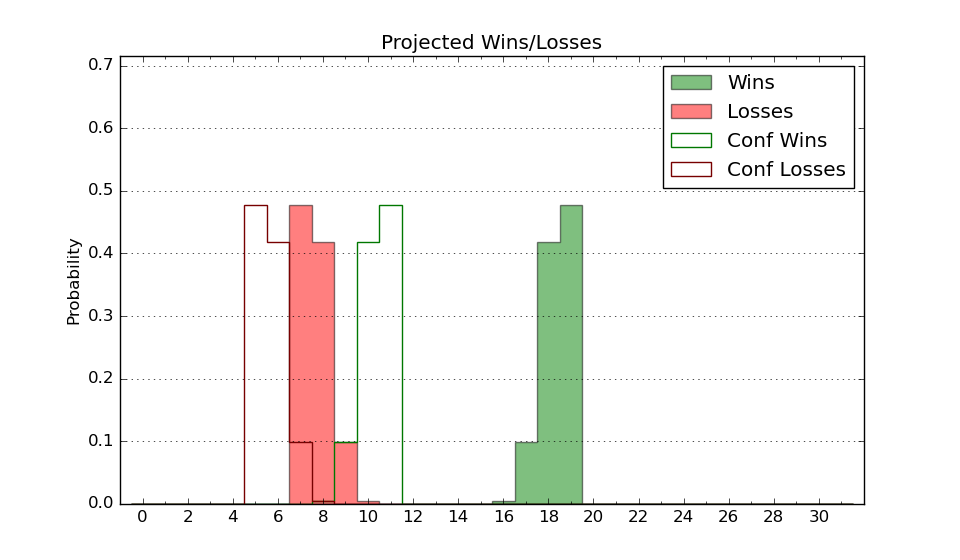 Projected Wins/Losses
0.7
0.6
0.5
0.4
0.3
0.2
0.1
0.0
Probability
0 2 4 6 8 10 12 14 16 18 20 22 24 26 28 30
Wins
Losses
Conf Wins
Conf Losses